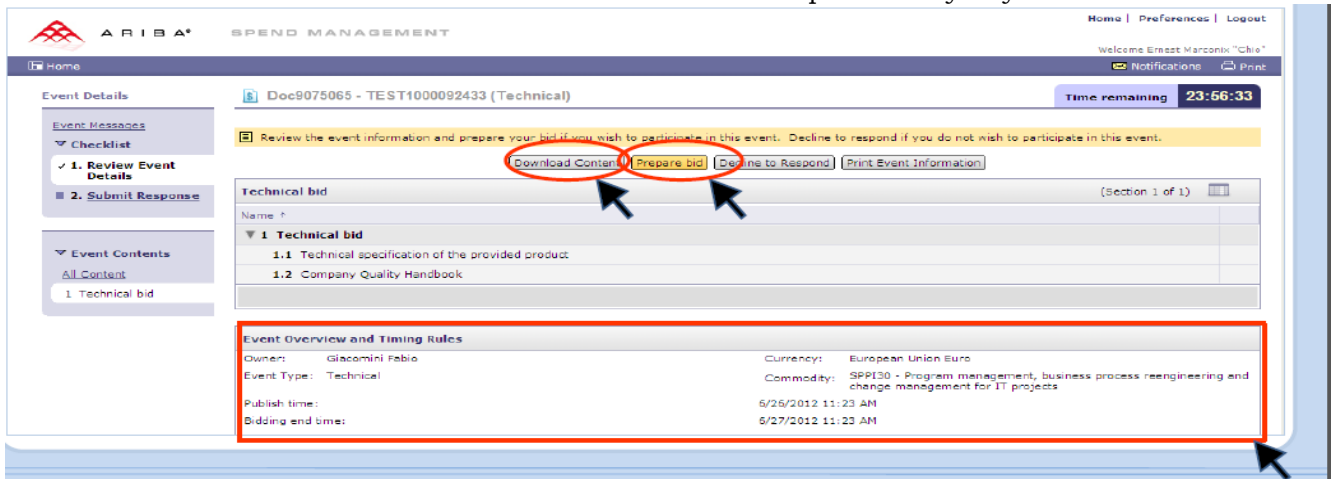 Home | Preferences | Logout
ARIBA® SPEND MANAGEMENT
Welcome Ernest Marconix "Chio"
Home Notifications Print
Event Details Doc9075065 - TEST1000092433 (Technical) Time remaining 23:56:33
Event Messages
Review the event information and prepare your bid if you wish to participate in this event. Decline to respond if you do not wish to participate in this event.
▼ Checklist
✓ 1. Review Event Details
Download Content Prepare bid Decline to Respond Print Event Information
2. Submit Response
Technical bid (Section 1 of 1)
Name ↑
▼ 1 Technical bid
▼ Event Contents
1.1 Technical specification of the provided product
All Content
1.2 Company Quality Handbook
1 Technical bid
Event Overview and Timing Rules
Owner: Giacomini Fabio Currency: European Union Euro
Event Type: Technical Commodity: SPPI30 - Program management, business process reengineering and
change management for IT projects
Publish time: 6/26/2012 11:23 AM
Bidding end time: 6/27/2012 11:23 AM